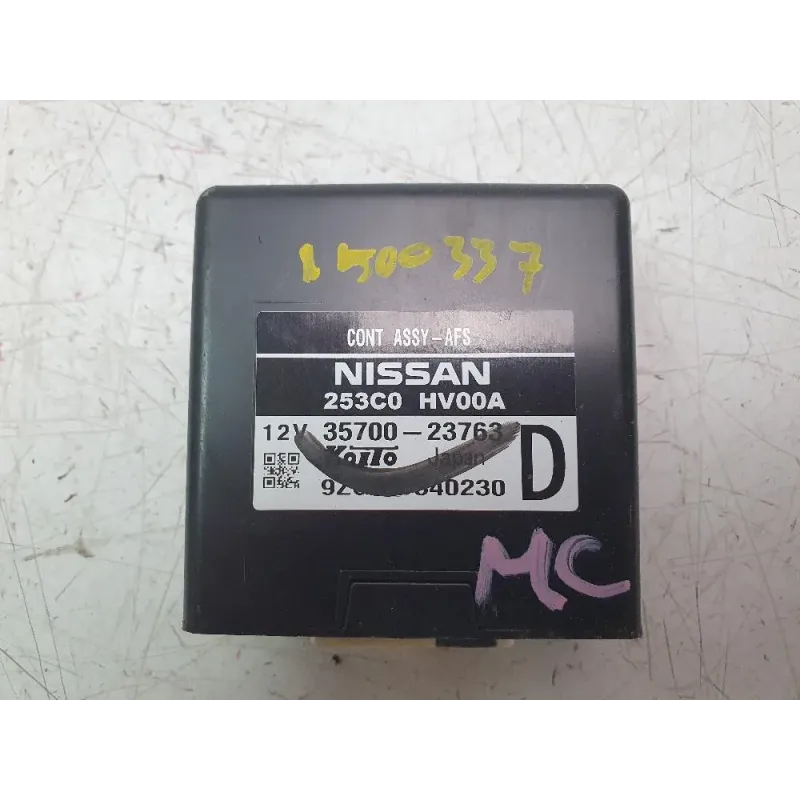 1500337
CONT ASSY-AFS
NISSAN
253C0 HV00A
12V 35700-23763
KOITO Japan
D
MC